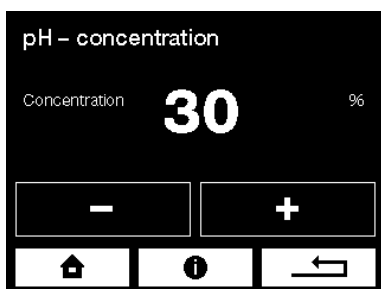 pH – concentration
Concentration 30 %
– +